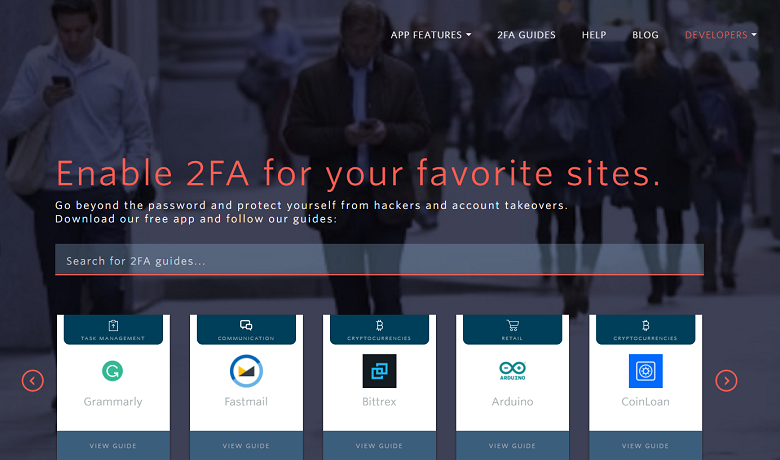 APP FEATURES 2FA GUIDES HELP BLOG DEVELOPERS
Enable 2FA for your favorite sites.
Go beyond the password and protect yourself from hackers and account takeovers.
Download our free app and follow our guides:
Search for 2FA guides...
TASK MANAGEMENT
Grammarly
VIEW GUIDE
COMMUNICATION
Fastmail
VIEW GUIDE
CRYPTOCURRENCIES
Bittrex
VIEW GUIDE
RETAIL
ARDUINO
Arduino
VIEW GUIDE
CRYPTOCURRENCIES
CoinLoan
VIEW GUIDE